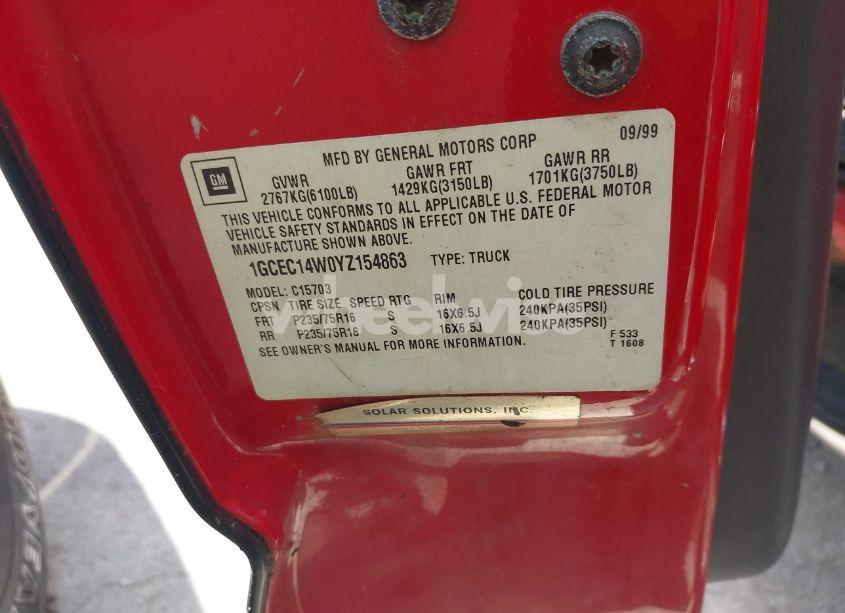 MFD BY GENERAL MOTORS CORP 09/99
GM
GVWR GAWR FRT GAWR RR
2767KG(6100LB) 1429KG(3150LB) 1701KG(3750LB)
THIS VEHICLE CONFORMS TO ALL APPLICABLE U.S. FEDERAL MOTOR
VEHICLE SAFETY STANDARDS IN EFFECT ON THE DATE OF
MANUFACTURE SHOWN ABOVE.
1GCEC14W0YZ154863 TYPE: TRUCK
MODEL: C15703
CPSN TIRE SIZE SPEED RTG RIM COLD TIRE PRESSURE
FRT P235/75R16 S 16X6.5J 240KPA(35PSI)
RR P235/75R16 S 16X6.5J 240KPA(35PSI)
SEE OWNER'S MANUAL FOR MORE INFORMATION.
F 533
T 1608
wheelwise
SOLAR SOLUTIONS, INC.
GOODYEAR